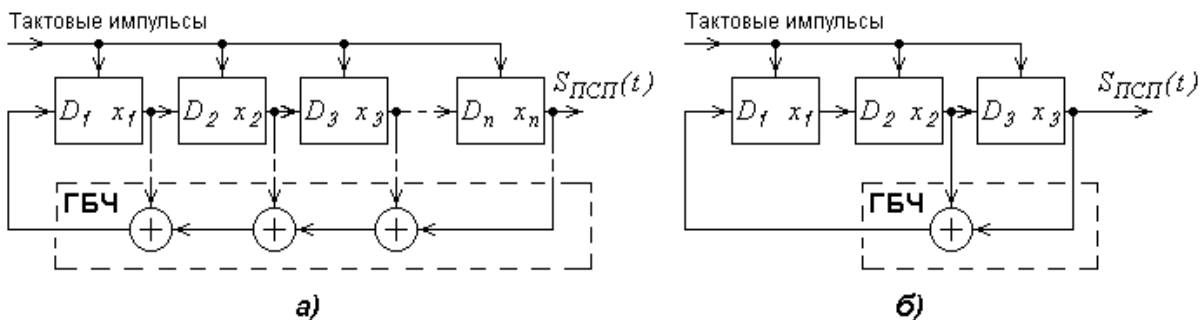 Тактовые импульсы
D1 x1 D2 x2 D3 x3 Dn xn SПСП(t)
ГБЧ
+ + +
а)
Тактовые импульсы
D1 x1 D2 x2 D3 x3 SПСП(t)
ГБЧ
+
б)